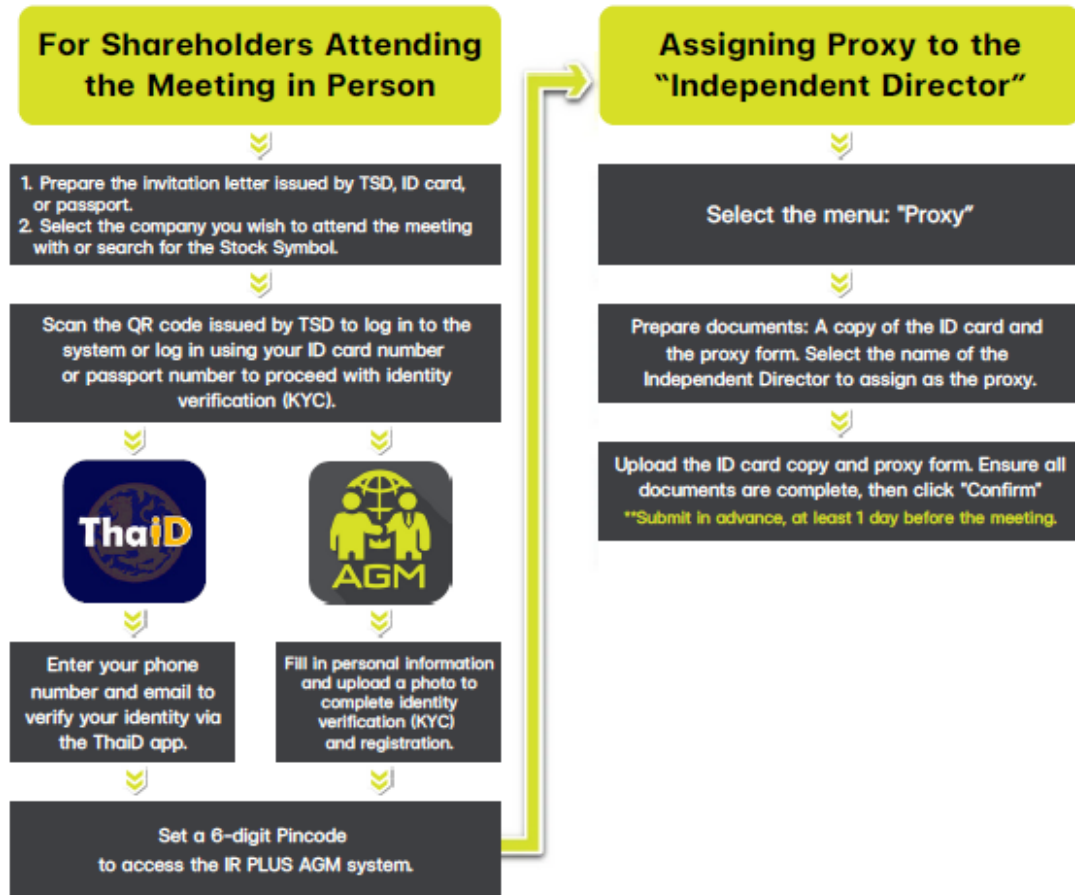 For Shareholders Attending
the Meeting in Person
1. Prepare the invitation letter issued by TSD, ID card,
or passport.
2. Select the company you wish to attend the meeting
with or search for the Stock Symbol.
Scan the QR code issued by TSD to log in to the
system or log in using your ID card number
or passport number to proceed with identity
verification (KYC).
ThaiD
Enter your phone
number and email to
verify your identity via
the ThaiD app.
AGM
Fill in personal information
and upload a photo to
complete identity
verification (KYC)
and registration.
Set a 6-digit Pincode
to access the IR PLUS AGM system.
Assigning Proxy to the
“Independent Director”
Select the menu: "Proxy”
Prepare documents: A copy of the ID card and
the proxy form. Select the name of the
Independent Director to assign as the proxy.
Upload the ID card copy and proxy form. Ensure all
documents are complete, then click "Confirm"
**Submit in advance, at least 1 day before the meeting.